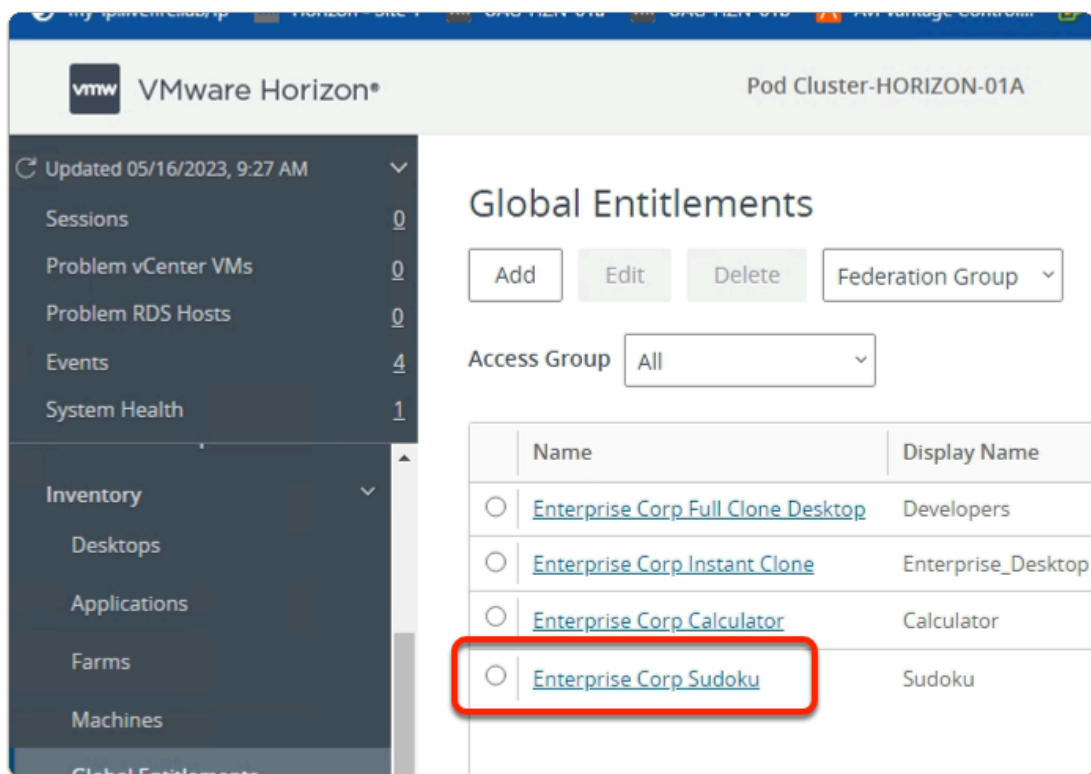 vmw VMware Horizon®
Pod Cluster-HORIZON-01A
Updated 05/16/2023, 9:27 AM
Sessions 0
Problem vCenter VMs 0
Problem RDS Hosts 0
Events 4
System Health 1
Inventory
Desktops
Applications
Farms
Machines
Global Entitlements
Global Entitlements
Add Edit Delete Federation Group
Access Group All
Name Display Name
Enterprise Corp Full Clone Desktop Developers
Enterprise Corp Instant Clone Enterprise_Desktop
Enterprise Corp Calculator Calculator
Enterprise Corp Sudoku Sudoku